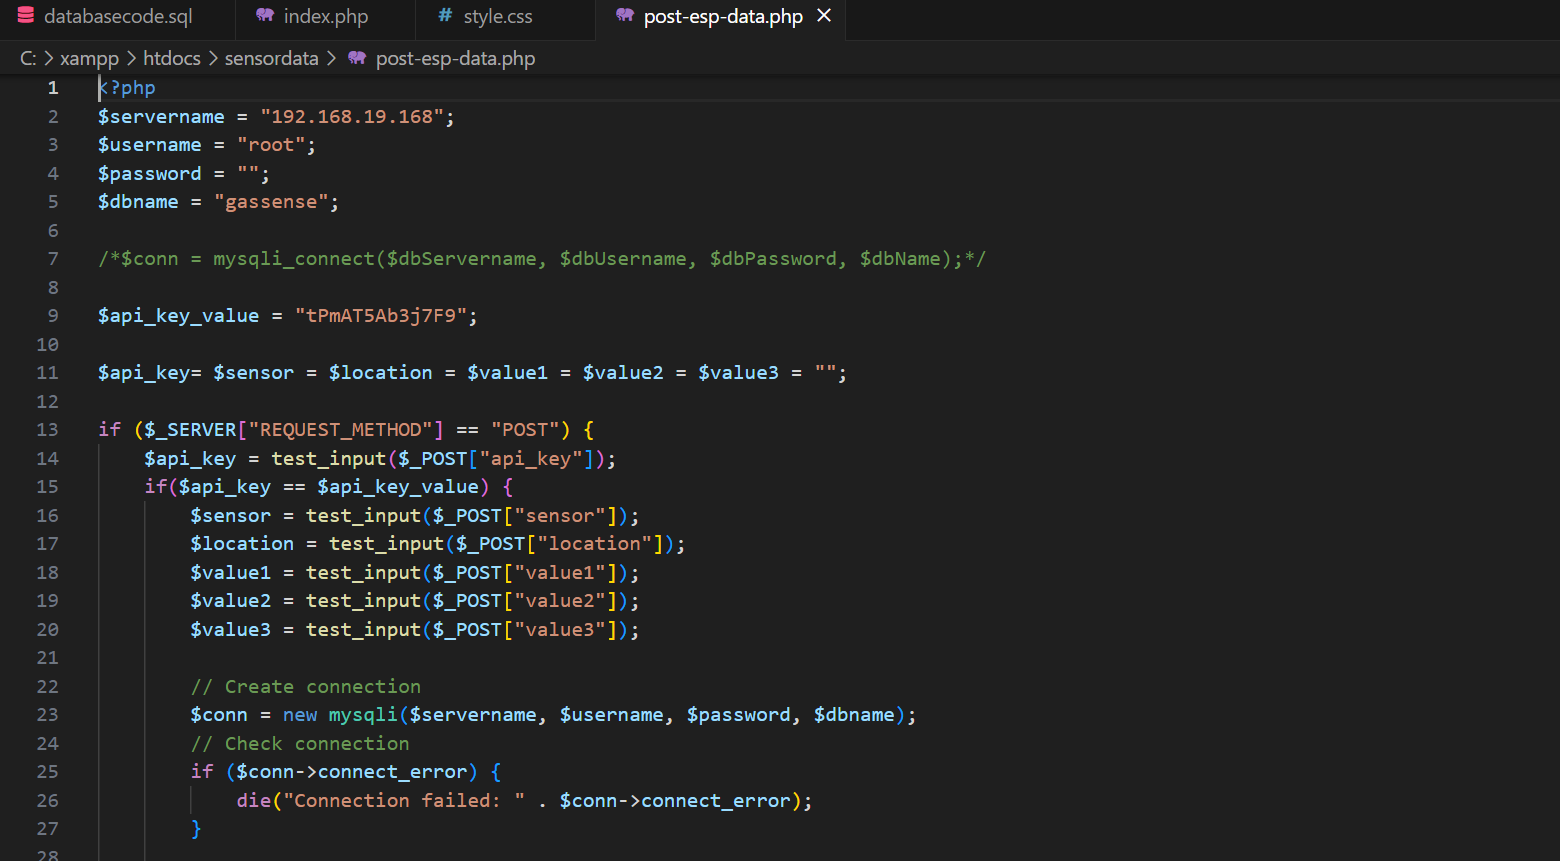 databasecode.sql index.php # style.css post-esp-data.php ×
C: > xampp > htdocs > sensordata > post-esp-data.php
1 <?php
2 $servername = "192.168.19.168";
3 $username = "root";
4 $password = "";
5 $dbname = "gassense";
6
7 /*$conn = mysqli_connect($dbServername, $dbUsername, $dbPassword, $dbName);*/
8
9 $api_key_value = "tPmAT5Ab3j7F9";
10
11 $api_key= $sensor = $location = $value1 = $value2 = $value3 = "";
12
13 if ($_SERVER["REQUEST_METHOD"] == "POST") {
14     $api_key = test_input($_POST["api_key"]);
15     if($api_key == $api_key_value) {
16         $sensor = test_input($_POST["sensor"]);
17         $location = test_input($_POST["location"]);
18         $value1 = test_input($_POST["value1"]);
19         $value2 = test_input($_POST["value2"]);
20         $value3 = test_input($_POST["value3"]);
21
22         // Create connection
23         $conn = new mysqli($servername, $username, $password, $dbname);
24         // Check connection
25         if ($conn->connect_error) {
26             die("Connection failed: " . $conn->connect_error);
27         }
28